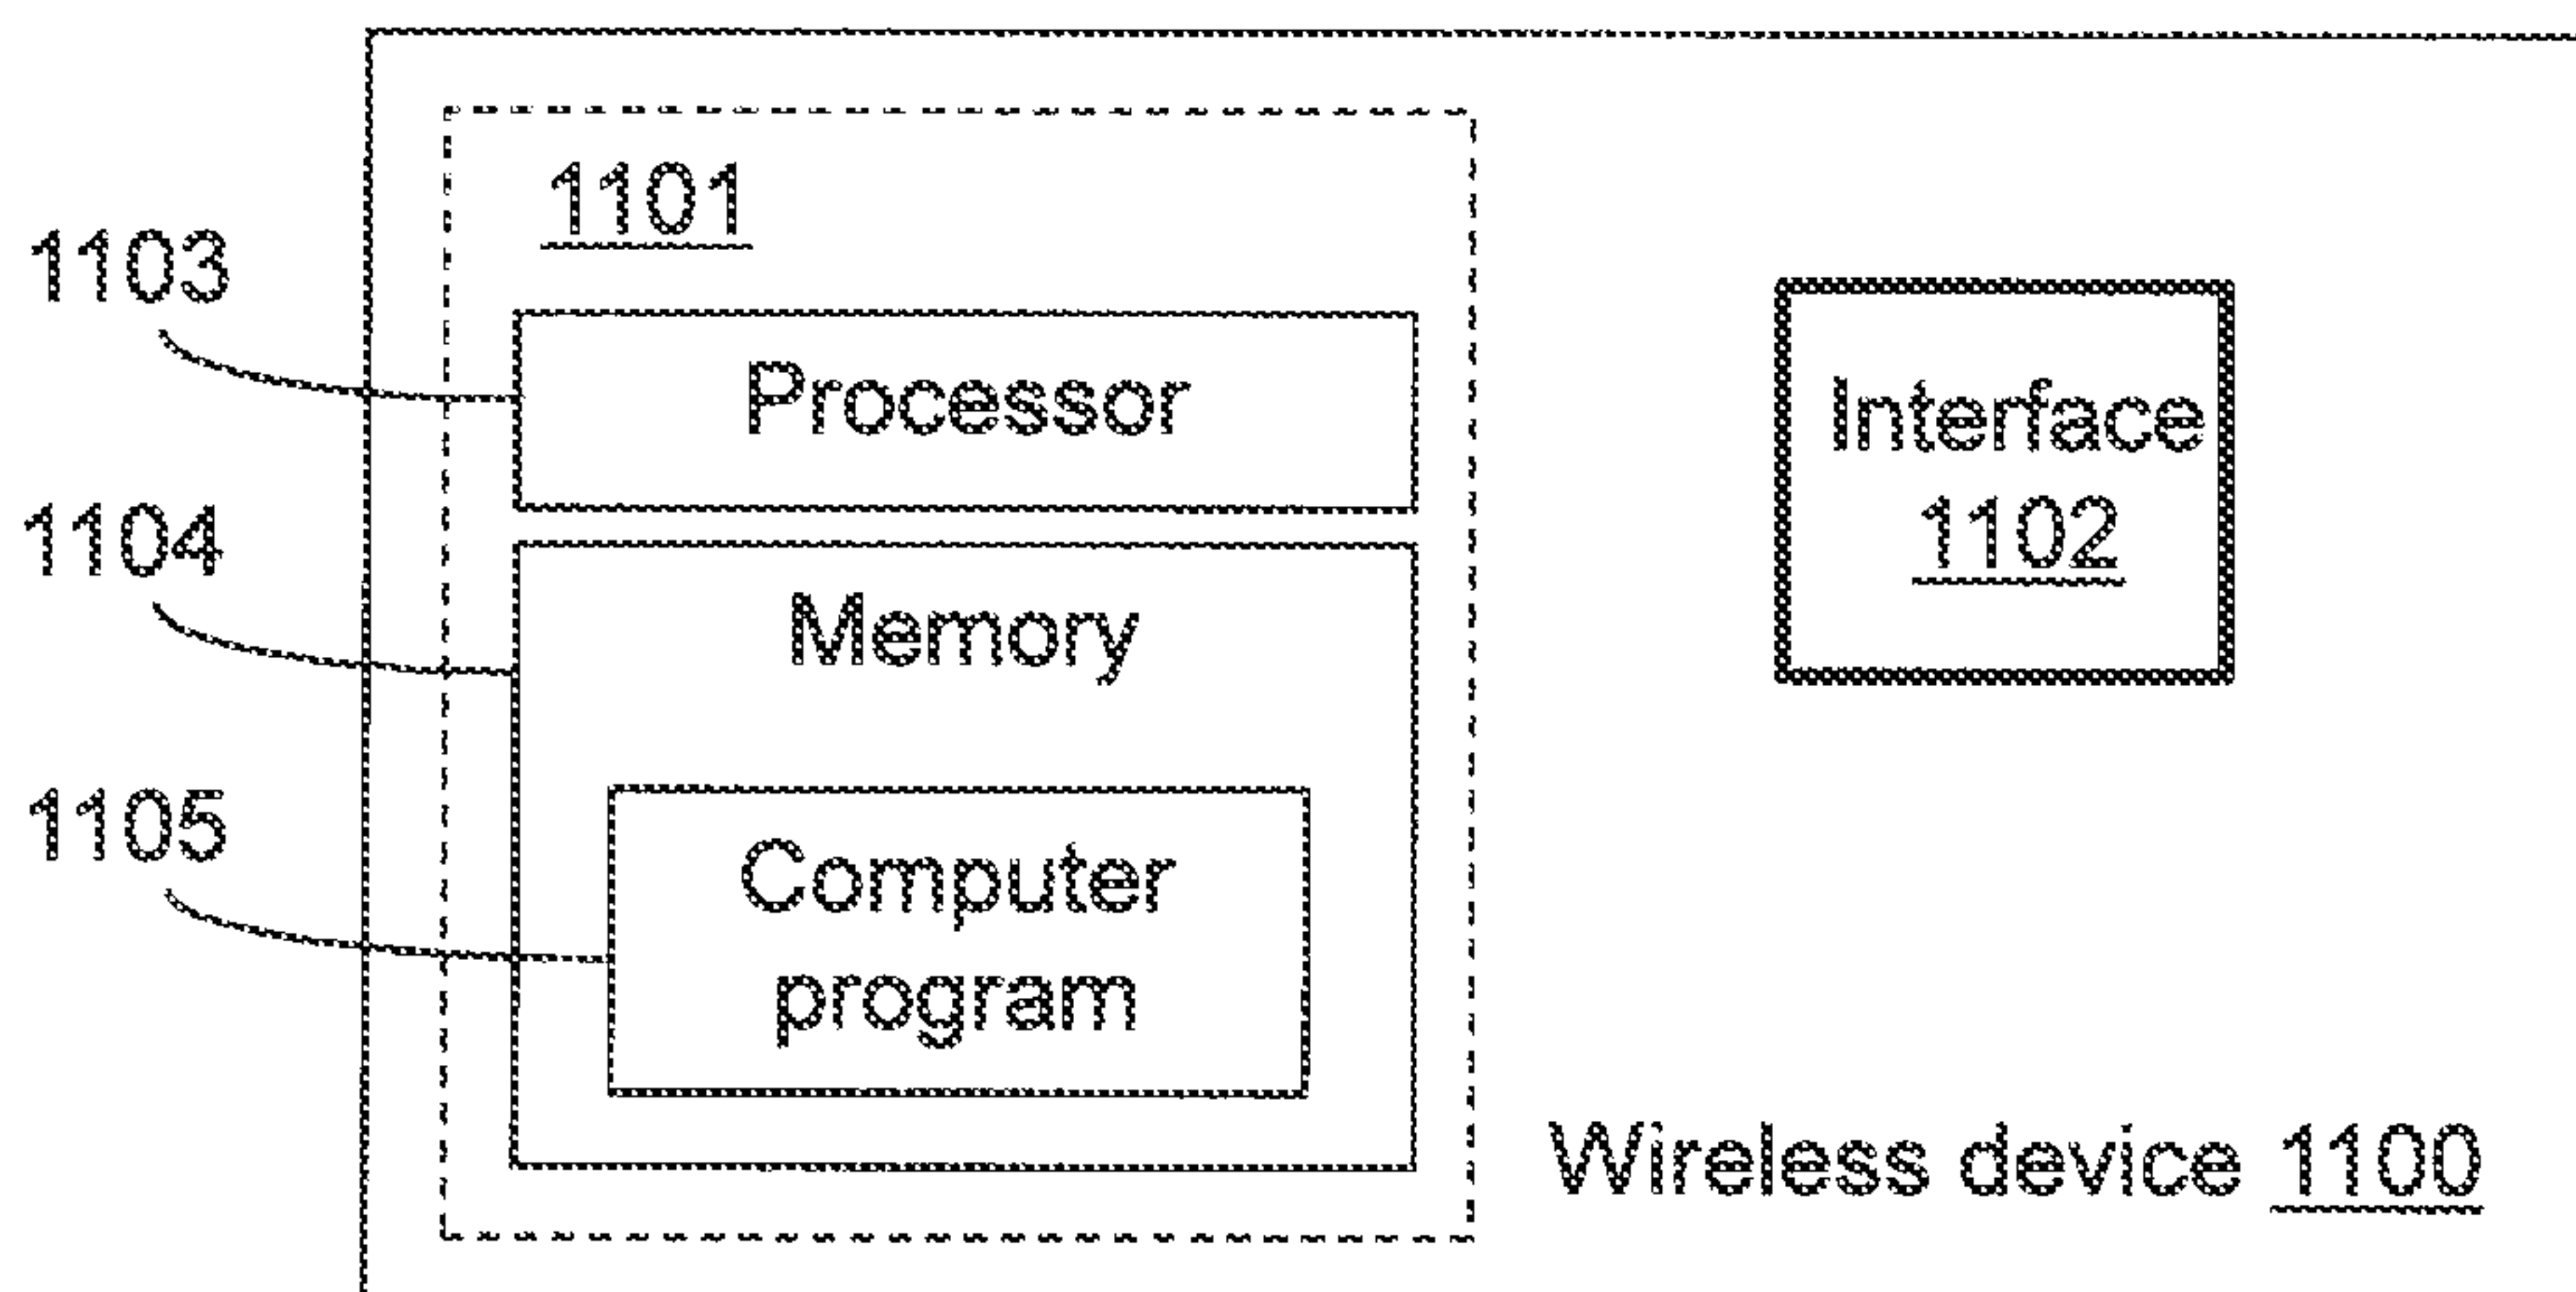 1101
1103
Processor
Interface
1102
1104
Memory
1105
Computer
program
Wireless device 1100